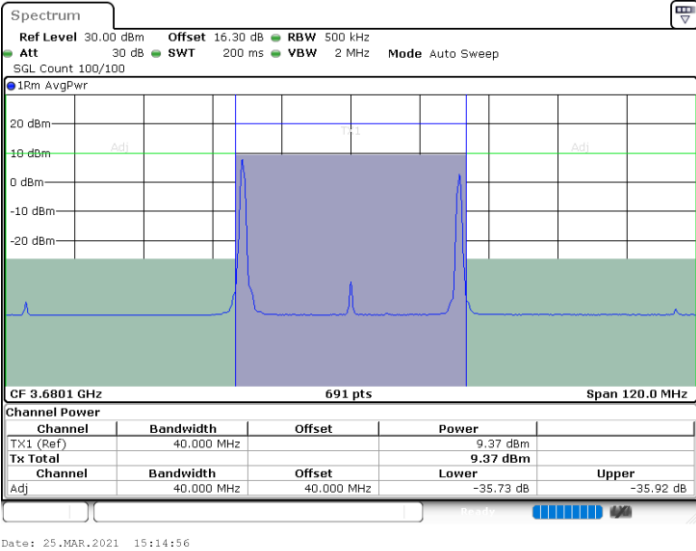 Spectrum
Ref Level 30.00 dBm Offset 16.30 dB RBW 500 kHz
Att 30 dB SWT 200 ms VBW 2 MHz Mode Auto Sweep
SGL Count 100/100
1Rm AvgPwr
20 dBm
TX1
Adj Adj
10 dBm
0 dBm
-10 dBm
-20 dBm
CF 3.6801 GHz 691 pts Span 120.0 MHz
Channel Power
Channel Bandwidth Offset Power
TX1 (Ref) 40.000 MHz 9.37 dBm
Tx Total 9.37 dBm
Channel Bandwidth Offset Lower Upper
Adj 40.000 MHz 40.000 MHz -35.73 dB -35.92 dB
Ready
Date: 25.MAR.2021 15:14:56